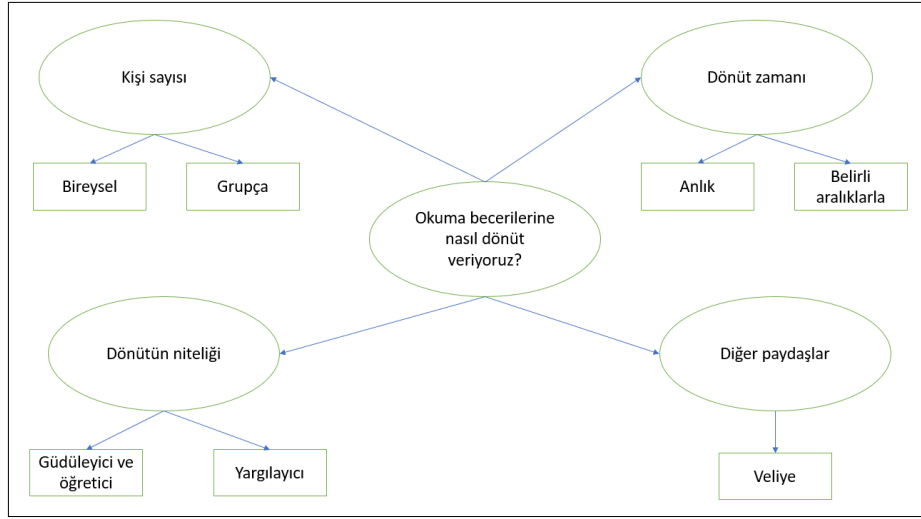 Kişi sayısı
Dönüt zamanı
Bireysel
Grupça
Anlık
Belirli
aralıklarla
Okuma becerilerine
nasıl dönüt
veriyoruz?
Dönütün niteliği
Diğer paydaşlar
Güdüleyici ve
öğretici
Yargılayıcı
Veliye